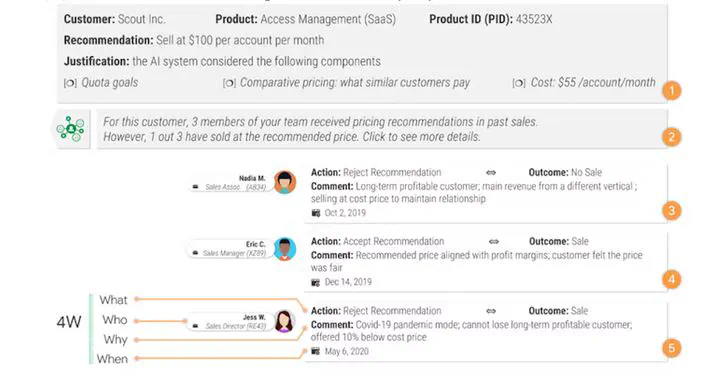 Customer: Scout Inc. Product: Access Management (SaaS) Product ID (PID): 43523X
Recommendation: Sell at $100 per account per month
Justification: the AI system considered the following components
Quota goals Comparative pricing: what similar customers pay Cost: $55 /account/month
1
For this customer, 3 members of your team received pricing recommendations in past sales.
However, 1 out 3 have sold at the recommended price. Click to see more details.
2
Nadia M.
Sales Assoc. (AB34)
Action: Reject Recommendation ⇔ Outcome: No Sale
Comment: Long-term profitable customer; main revenue from a different vertical ;
selling at cost price to maintain relationship
Oct 2, 2019
3
Eric C.
Sales Manager (XZ89)
Action: Accept Recommendation ⇔ Outcome: Sale
Comment: Recommended price aligned with profit margins; customer felt the price
was fair
Dec 14, 2019
4
4W
What
Who
Why
When
Jess W.
Sales Director (RE43)
Action: Reject Recommendation ⇔ Outcome: Sale
Comment: Covid-19 pandemic mode; cannot lose long-term profitable customer;
offered 10% below cost price
May 6, 2020
5